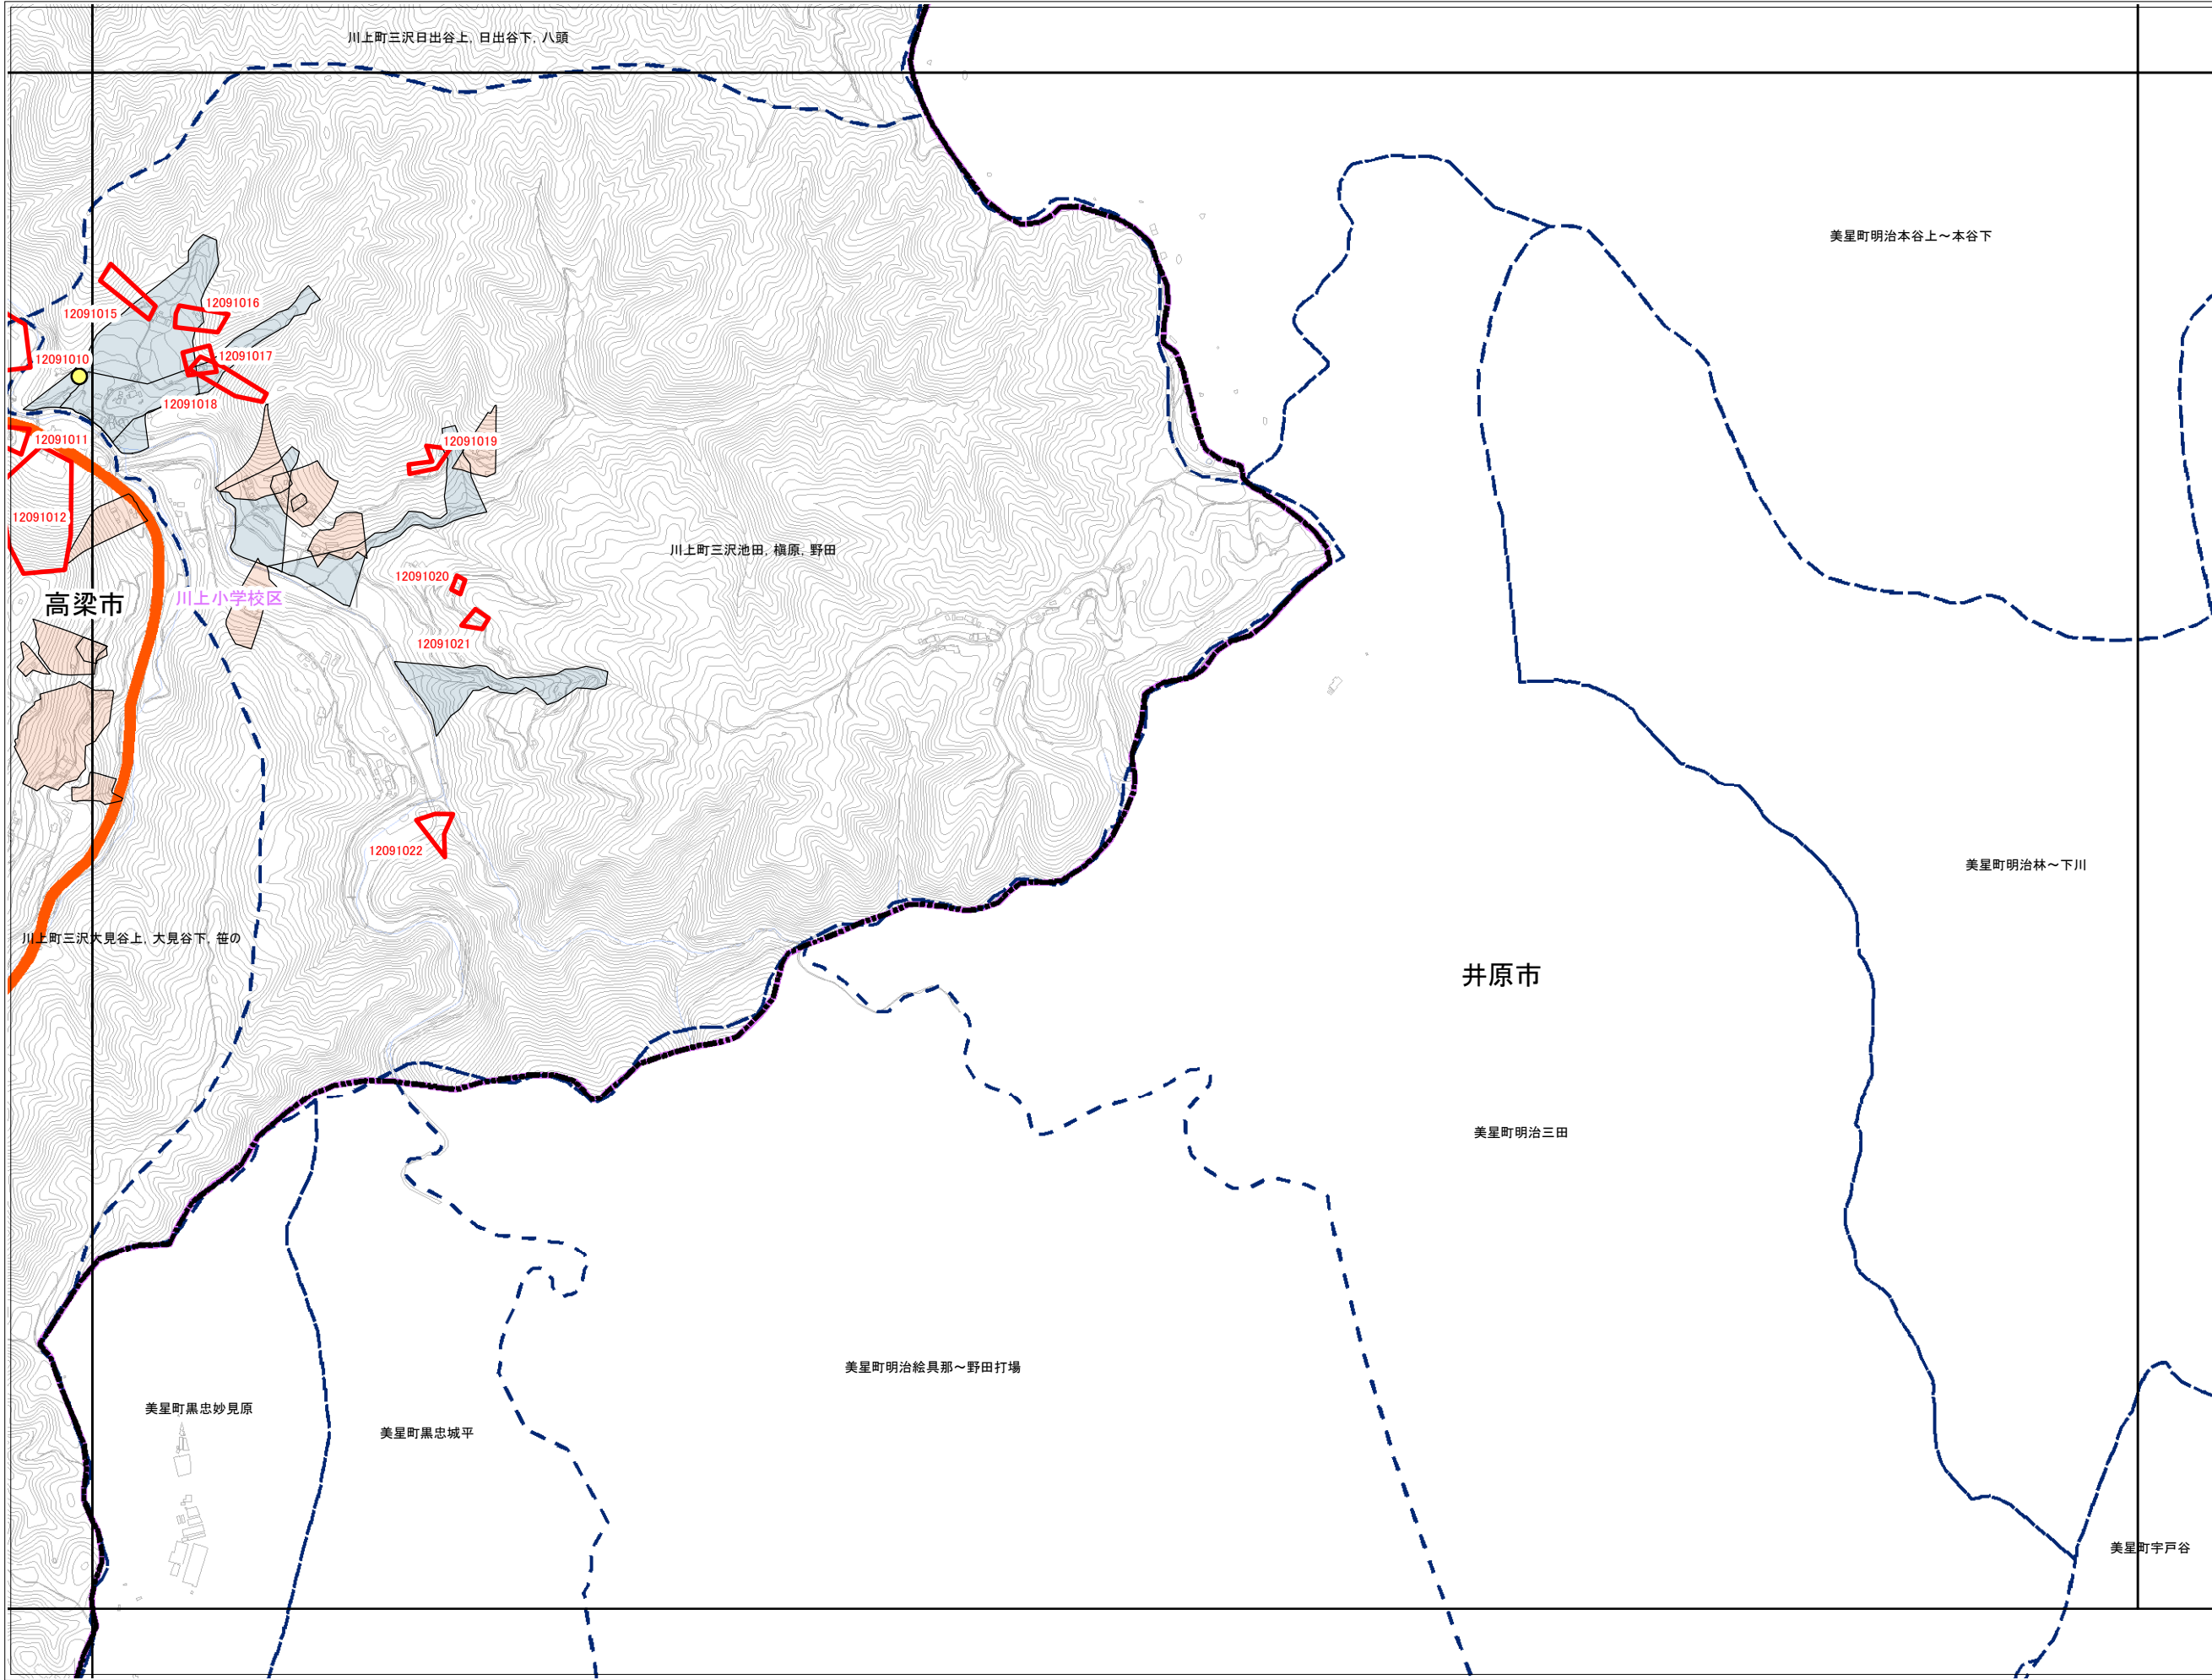 川上町三沢日出谷上, 日出谷下, 八頭
美星町明治本谷上～本谷下
12091016
12091015
12091017
12091010
12091018
12091011
12091019
12091012
川上町三沢池田, 槇原, 野田
12091020
川上小学校区
高梁市
12091021
12091022
美星町明治林～下川
川上町三沢大見谷上, 大見谷下, 笹の
井原市
美星町明治三田
美星町明治絵具那～野田打場
美星町黒忠妙見原
美星町黒忠城平
美星町宇戸谷